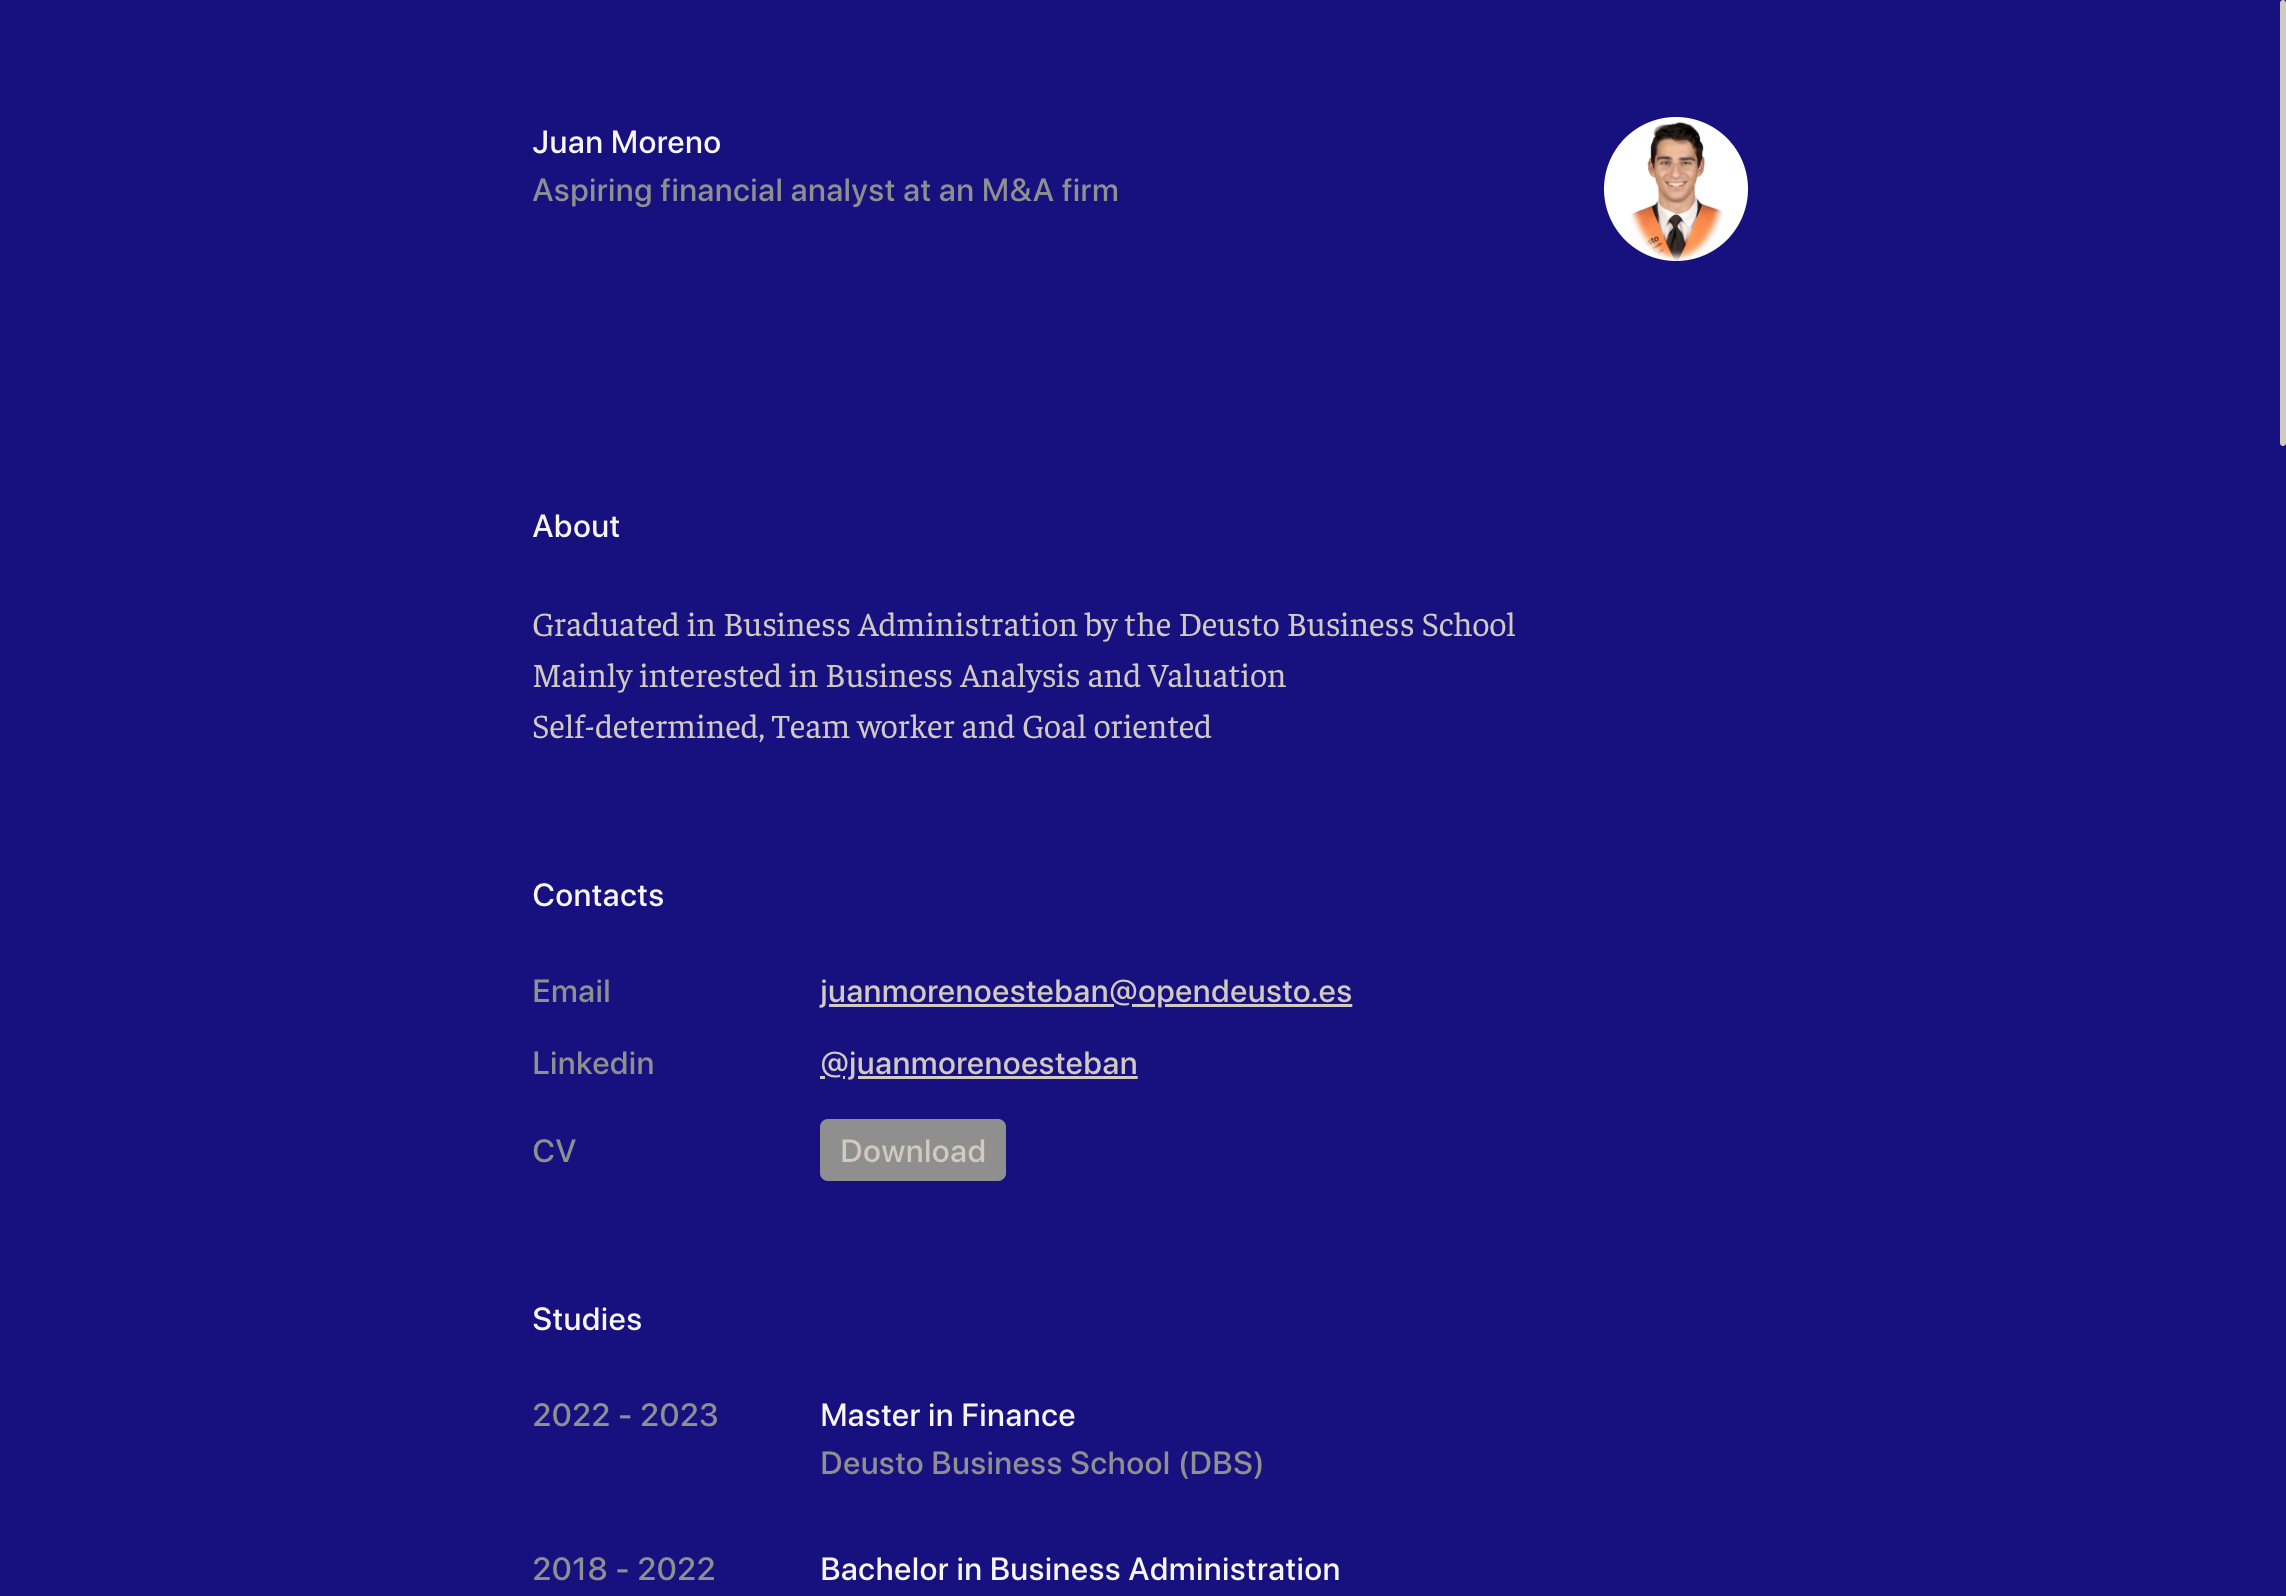 Juan Moreno
Aspiring financial analyst at an M&A firm
About
Graduated in Business Administration by the Deusto Business School
Mainly interested in Business Analysis and Valuation
Self-determined, Team worker and Goal oriented
Contacts
Email juanmorenoesteban@opendeusto.es
Linkedin @juanmorenoesteban
CV Download
Studies
2022 - 2023 Master in Finance
Deusto Business School (DBS)
2018 - 2022 Bachelor in Business Administration